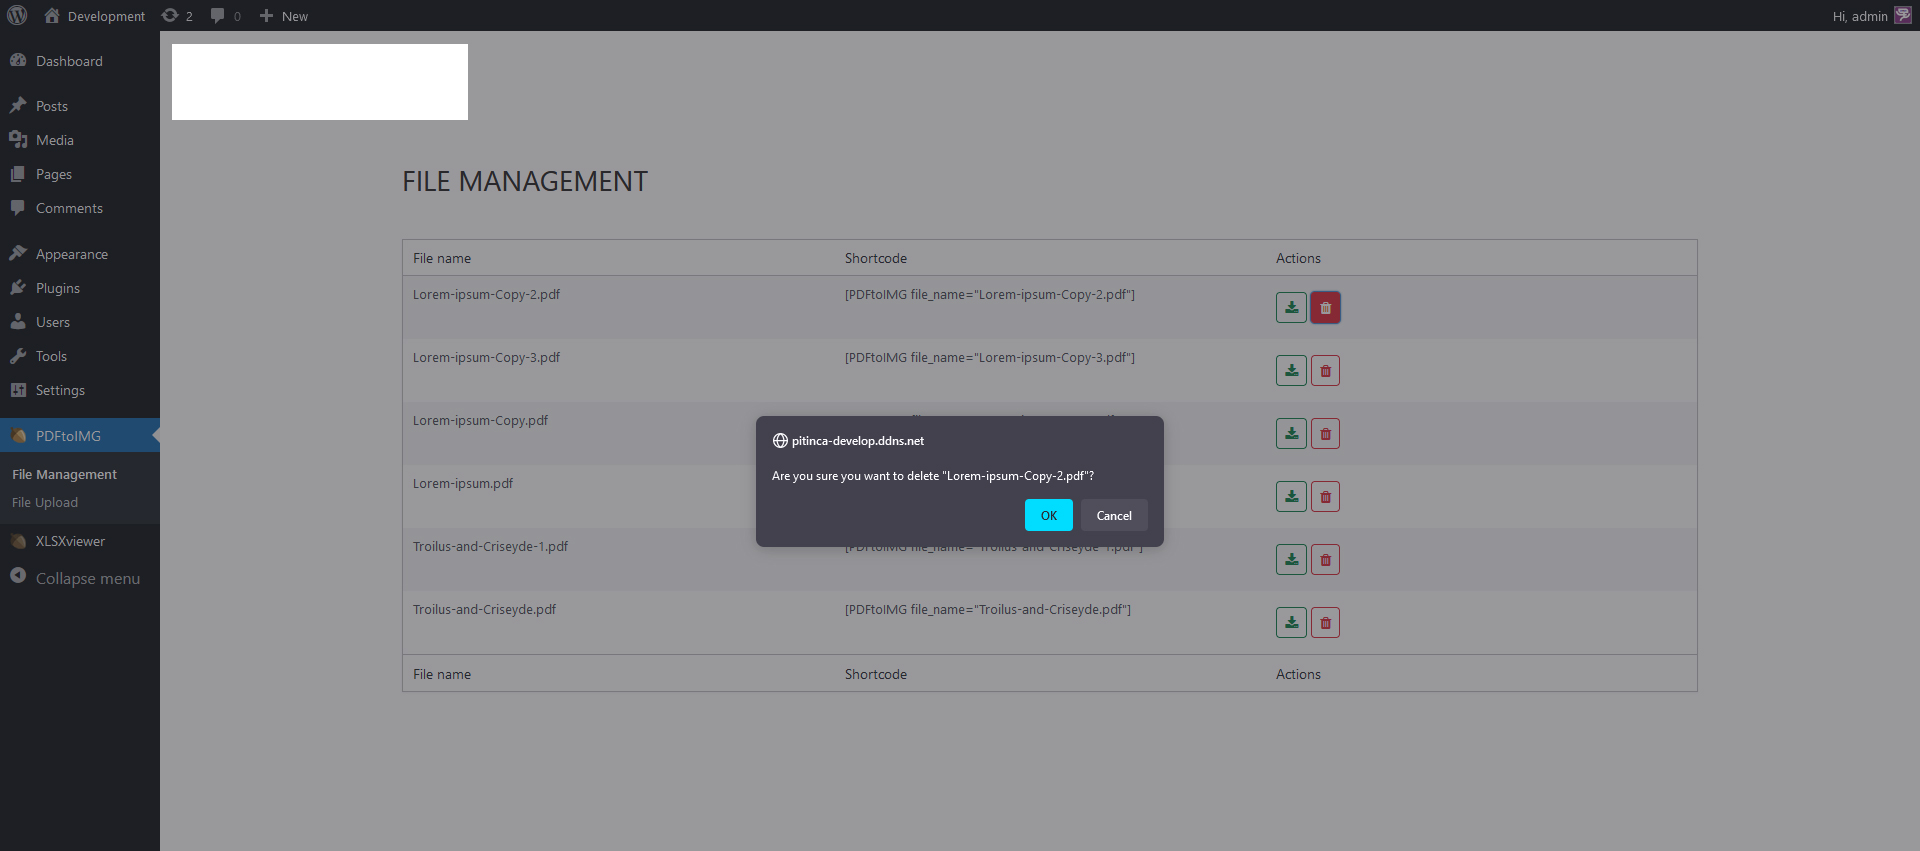 Development 2 0 New Hi, admin
Dashboard
Posts
Media
Pages
Comments
Appearance
Plugins
Users
Tools
Settings
PDFtoIMG
File Management
File Upload
XLSXviewer
Collapse menu
FILE MANAGEMENT
File name Shortcode Actions
Lorem-ipsum-Copy-2.pdf [PDFtoIMG file_name="Lorem-ipsum-Copy-2.pdf"]
Lorem-ipsum-Copy-3.pdf [PDFtoIMG file_name="Lorem-ipsum-Copy-3.pdf"]
Lorem-ipsum-Copy.pdf
Lorem-ipsum.pdf
Troilus-and-Criseyde-1.pdf [PDFtoIMG file_name="Troilus-and-Criseyde-1.pdf"]
Troilus-and-Criseyde.pdf [PDFtoIMG file_name="Troilus-and-Criseyde.pdf"]
File name Shortcode Actions
pitinca-develop.ddns.net
Are you sure you want to delete "Lorem-ipsum-Copy-2.pdf"?
OK Cancel